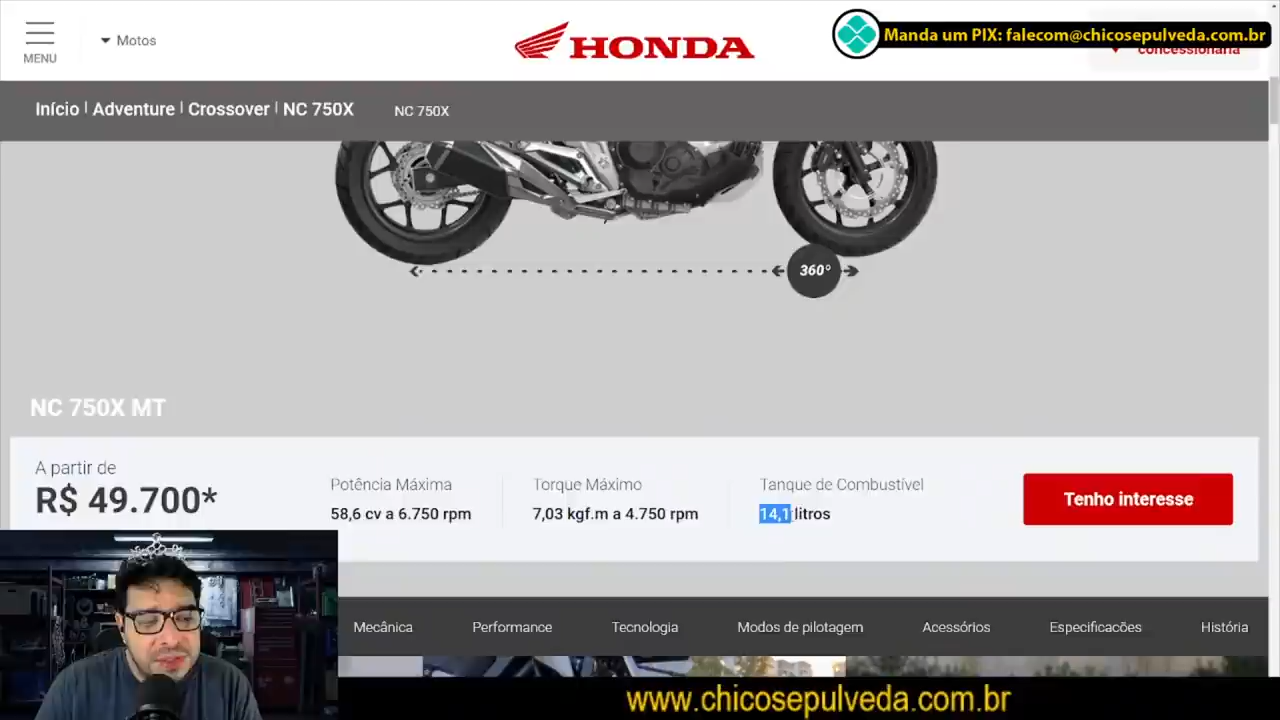 MENU
Motos
HONDA
Manda um PIX: falecom@chicosepulveda.com.br
concessionária
Início | Adventure | Crossover | NC 750X
NC 750X
360°
NC 750X MT
A partir de
R$ 49.700*
Potência Máxima
58,6 cv a 6.750 rpm
Torque Máximo
7,03 kgf.m a 4.750 rpm
Tanque de Combustível
14,1 litros
Tenho interesse
Mecânica
Performance
Tecnologia
Modos de pilotagem
Acessórios
Especificações
História
www.chicosepulveda.com.br